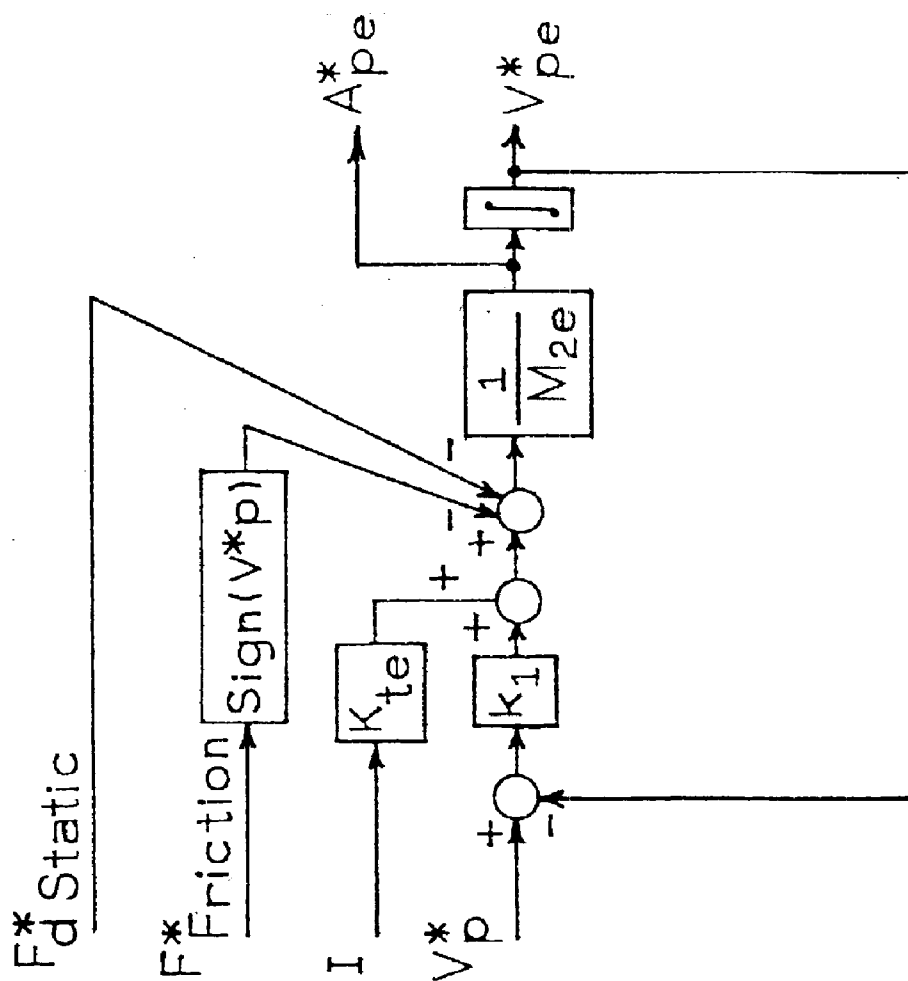 F*d Static
F*Friction
Sign(V*p)
I
Kte
V*p
+
-
k1
+
+
+
-
-
1
M2e
∫
A*pe
V*pe